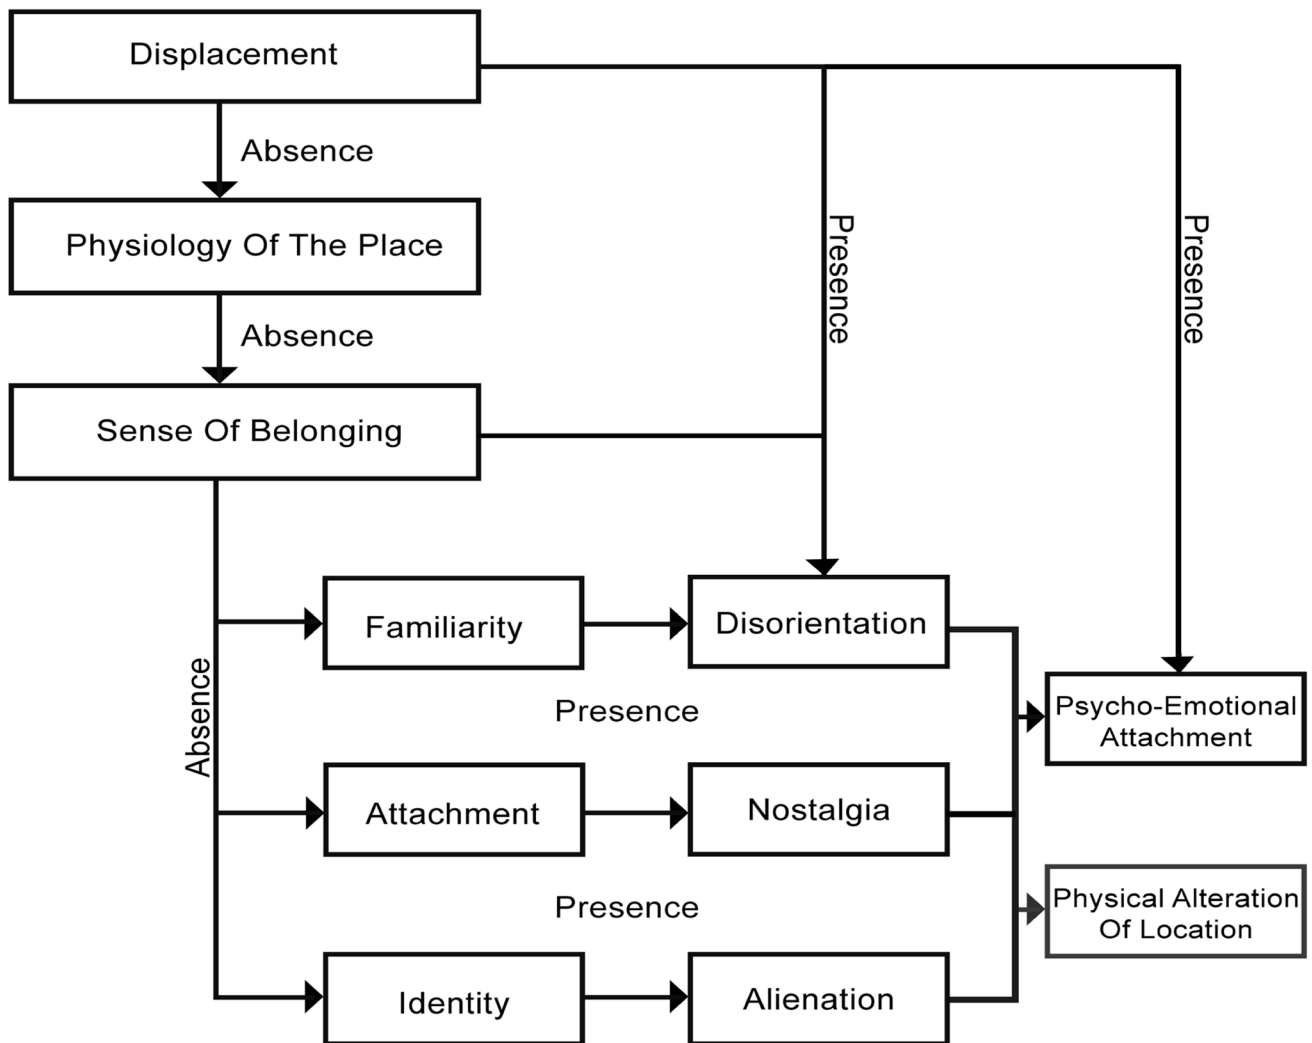 Displacement
Absence
Physiology Of The Place
Presence
Presence
Absence
Sense Of Belonging
Familiarity
Disorientation
Absence
Presence
Psycho-Emotional
Attachment
Attachment
Nostalgia
Presence
Physical Alteration
Of Location
Identity
Alienation